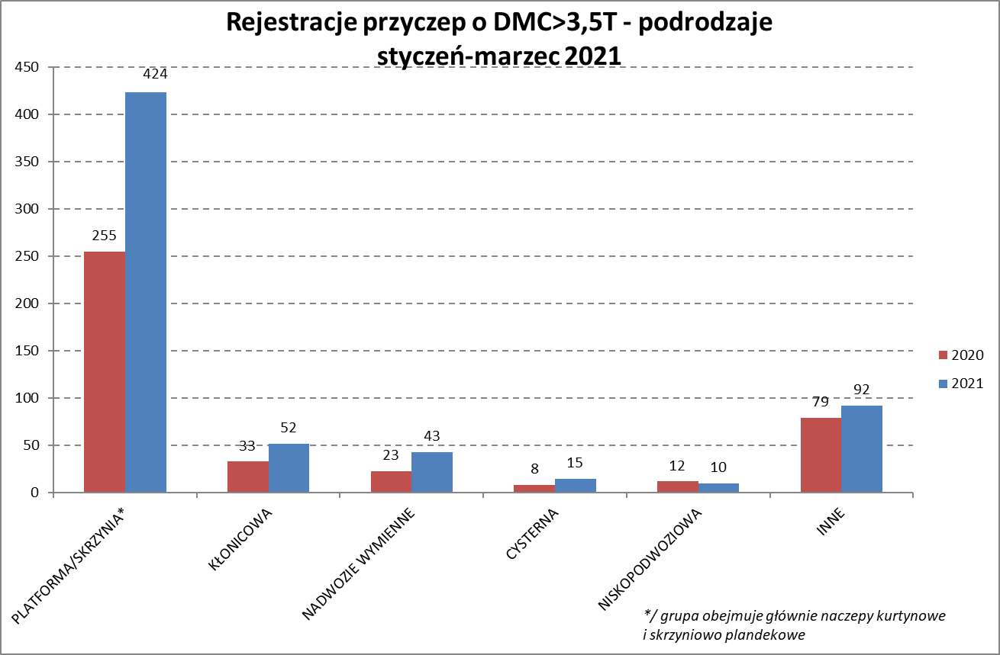 Rejestracje przyczep o DMC>3,5T - podrodzaje
styczeń-marzec 2021
450
400
350
300
250
200
150
100
50
0
255
424
33
52
23
43
8
15
12
10
79
92
PLATFORMA/SKRZYNIA*
KŁONICOWA
NADWOZIE WYMIENNE
CYSTERNA
NISKOPODWOZIOWA
INNE
2020
2021
*/ grupa obejmuje głównie naczepy kurtynowe
i skrzyniowo plandekowe